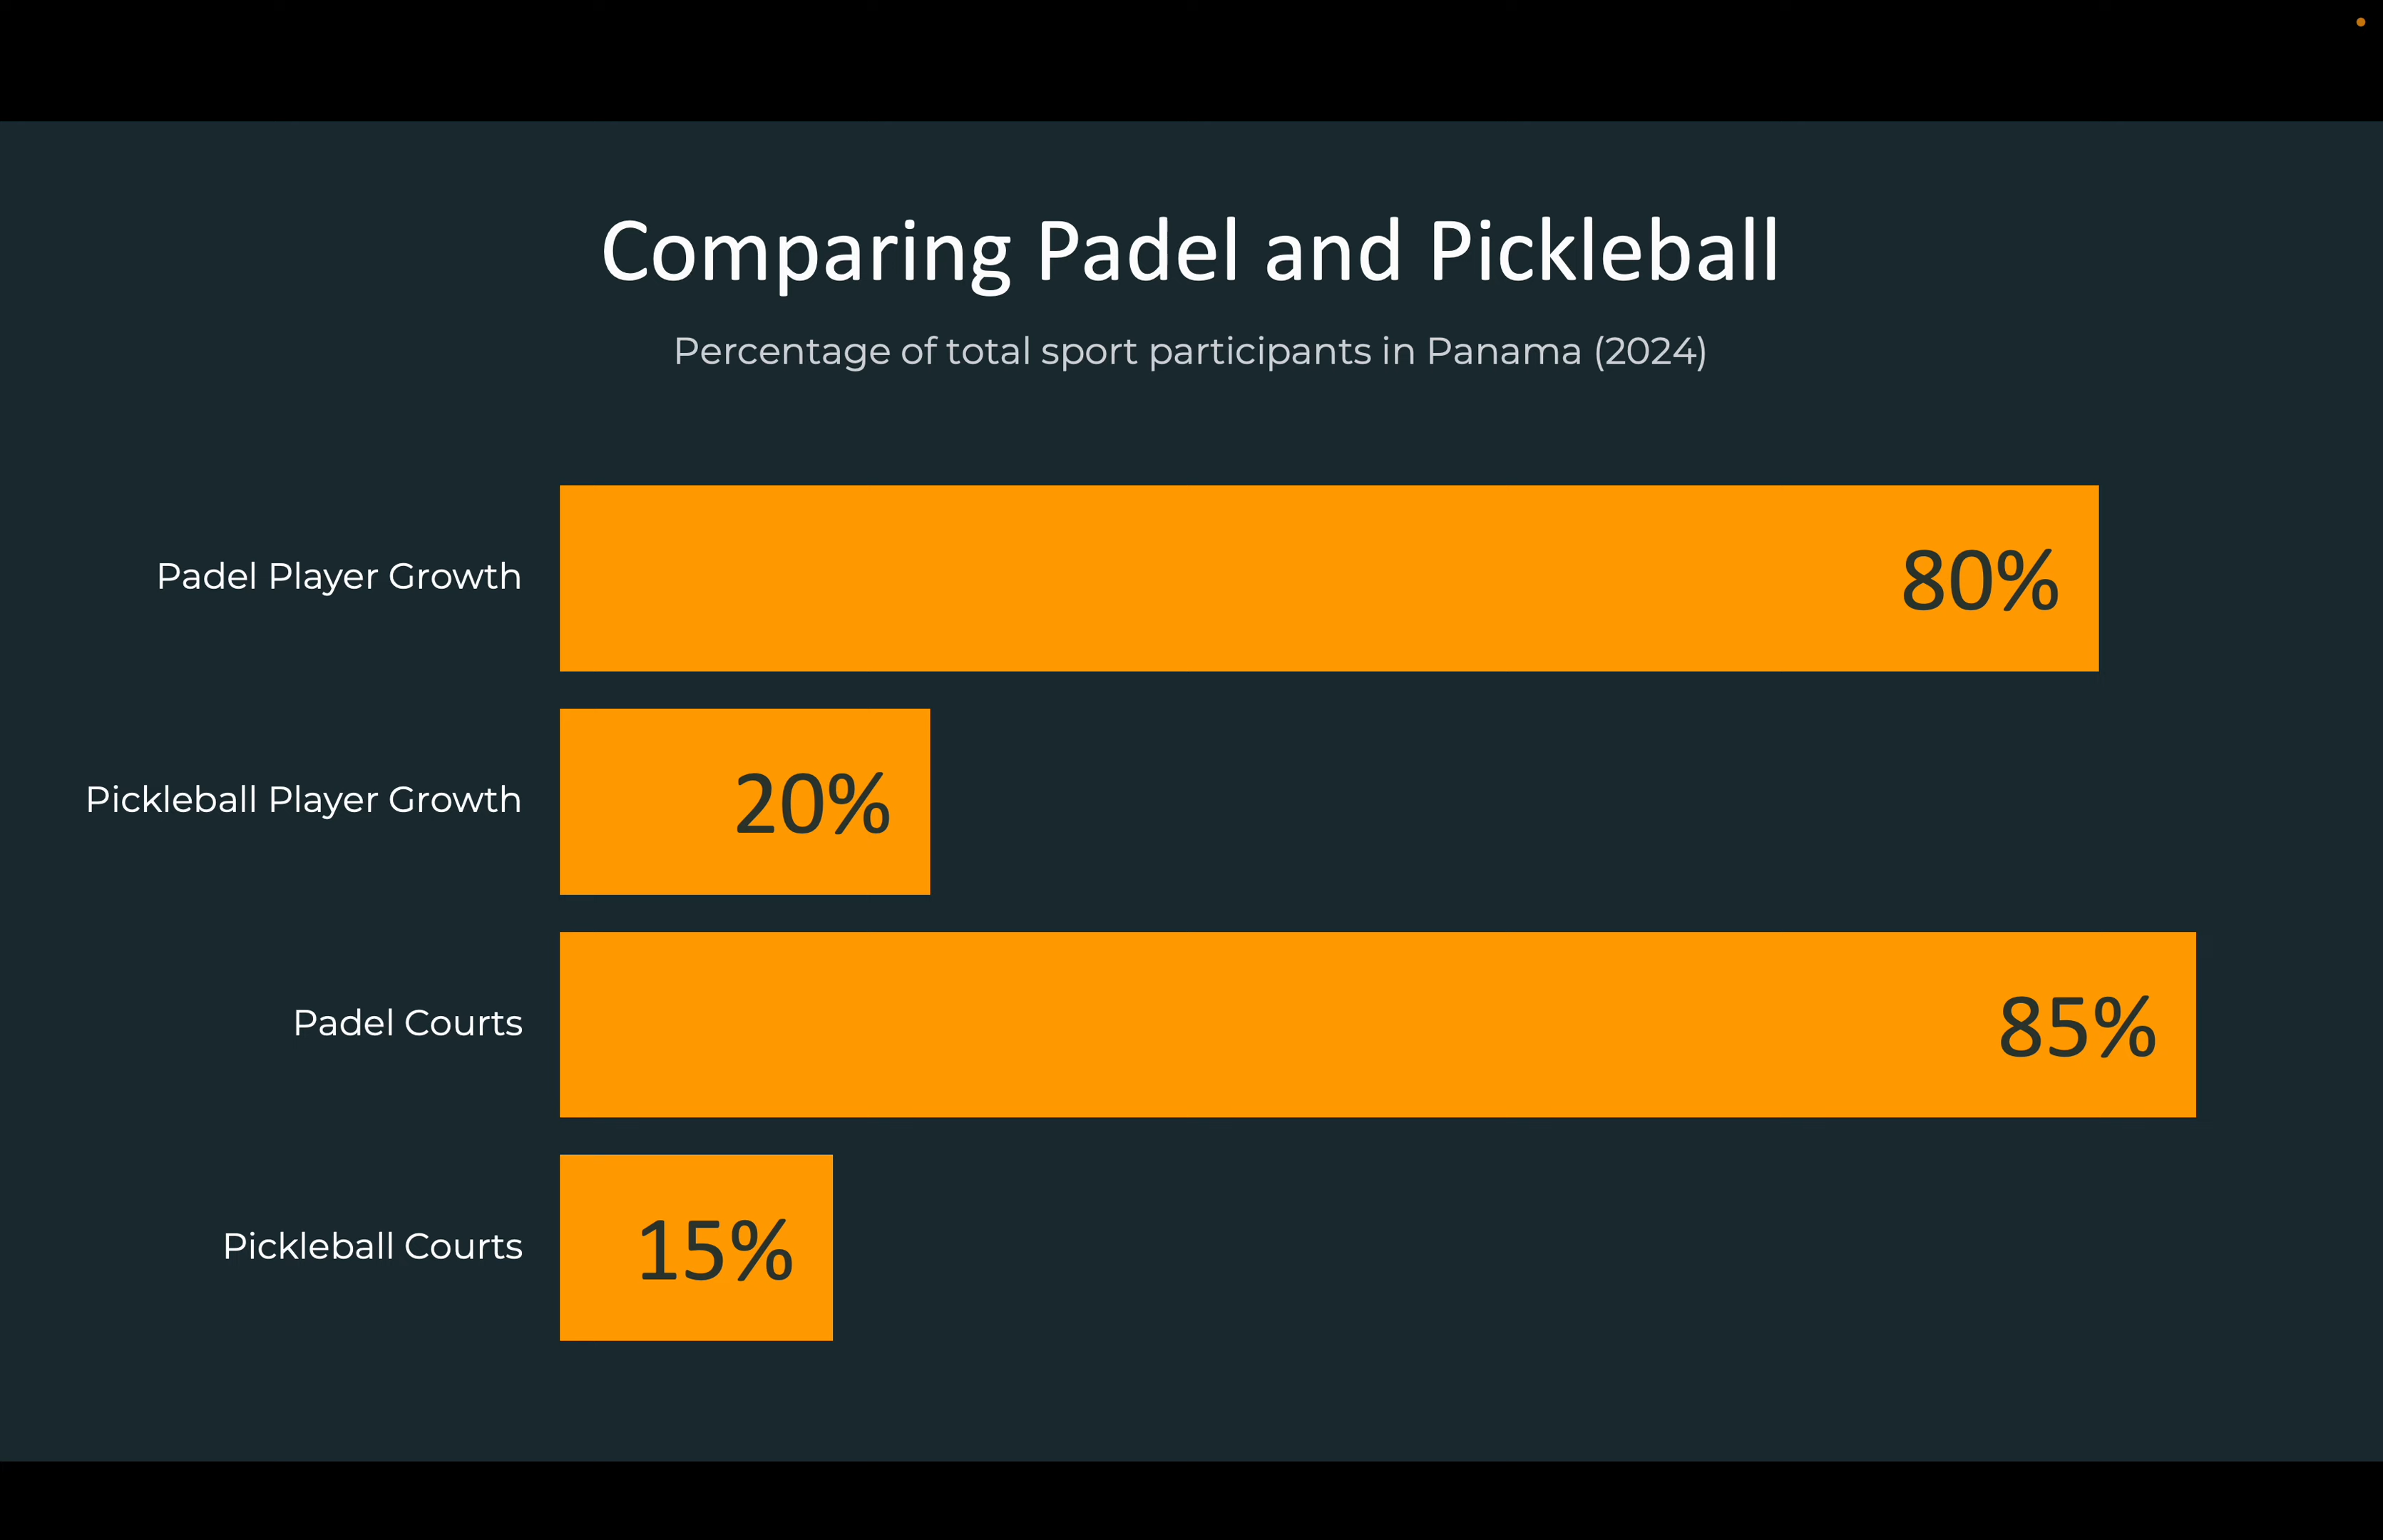 Comparing Padel and Pickleball
Percentage of total sport participants in Panama (2024)
Padel Player Growth
80%
Pickleball Player Growth
20%
Padel Courts
85%
Pickleball Courts
15%